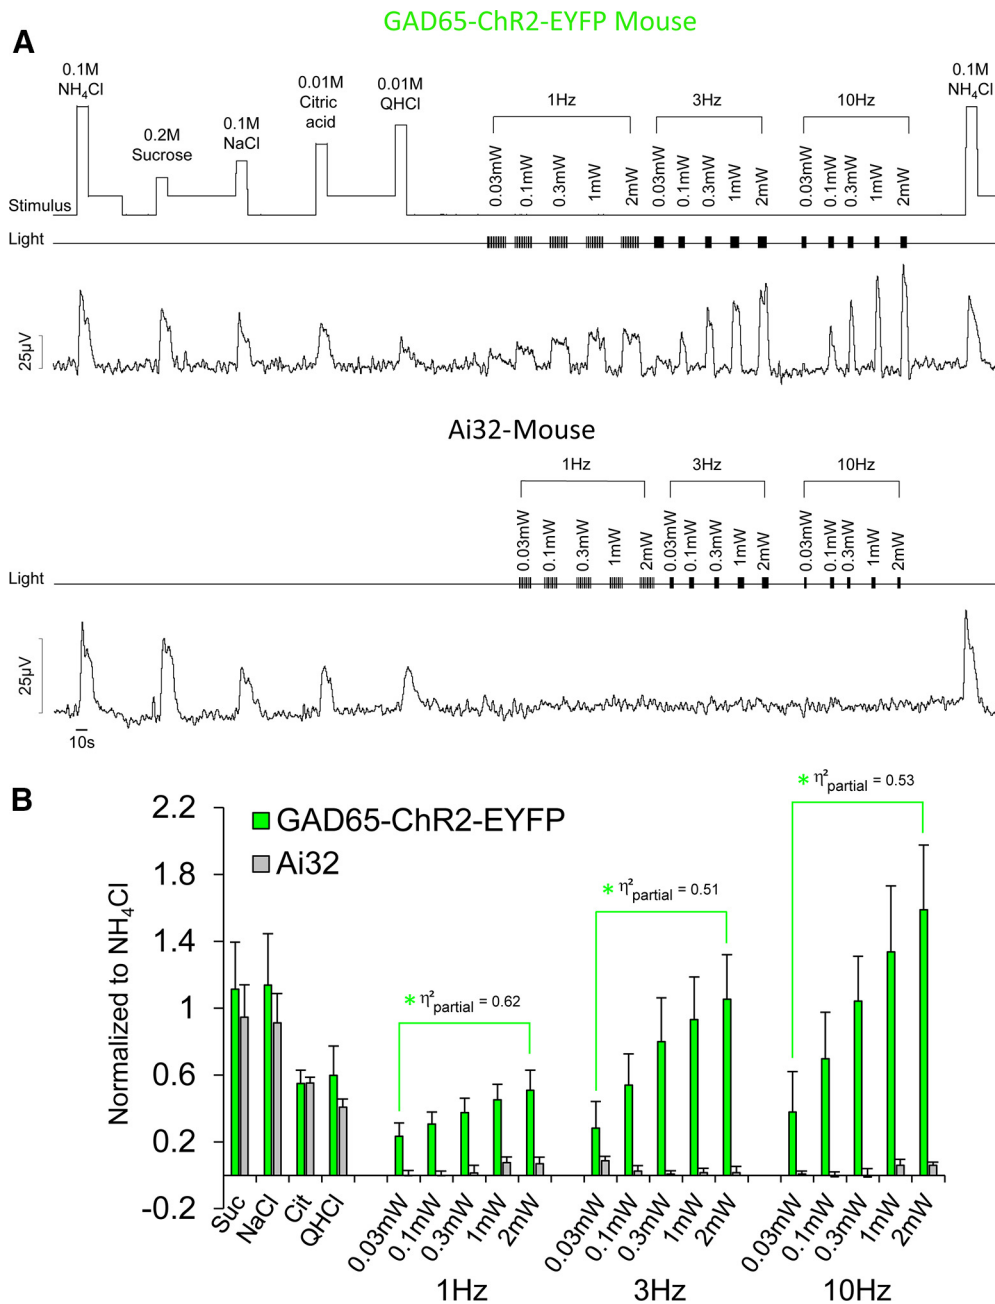 GAD65-ChR2-EYFP Mouse
A
0.1M
NH₄Cl
0.2M
Sucrose
0.1M
NaCl
0.01M
Citric
acid
0.01M
QHCl
1Hz
3Hz
10Hz
0.1M
NH₄Cl
0.03mW
0.1mW
0.3mW
1mW
2mW
0.03mW
0.1mW
0.3mW
1mW
2mW
0.03mW
0.1mW
0.3mW
1mW
2mW
Stimulus
Light
25µV
Ai32-Mouse
1Hz
3Hz
10Hz
0.03mW
0.1mW
0.3mW
1mW
2mW
0.03mW
0.1mW
0.3mW
1mW
2mW
0.03mW
0.1mW
0.3mW
1mW
2mW
Light
25µV
10s
B
* η²partial = 0.53
* η²partial = 0.51
* η²partial = 0.62
GAD65-ChR2-EYFP
Ai32
Normalized to NH₄Cl
2.2
1.8
1.4
1
0.6
0.2
-0.2
Suc
NaCl
Cit
QHCl
0.03mW
0.1mW
0.3mW
1mW
2mW
0.03mW
0.1mW
0.3mW
1mW
2mW
0.03mW
0.1mW
0.3mW
1mW
2mW
1Hz
3Hz
10Hz